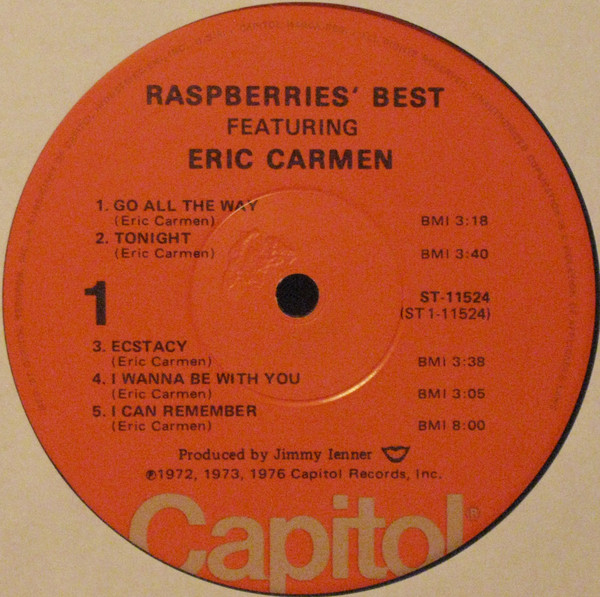 RASPBERRIES' BEST
FEATURING
ERIC CARMEN
1. GO ALL THE WAY
(Eric Carmen) BMI 3:18
2. TONIGHT
(Eric Carmen) BMI 3:40
1
ST-11524
(ST1-11524)
3. ECSTACY
(Eric Carmen) BMI 3:38
4. I WANNA BE WITH YOU
(Eric Carmen) BMI 3:05
5. I CAN REMEMBER
(Eric Carmen) BMI 8:00
Produced by Jimmy Ienner
℗1972, 1973, 1976 Capitol Records, Inc.
Capitol®